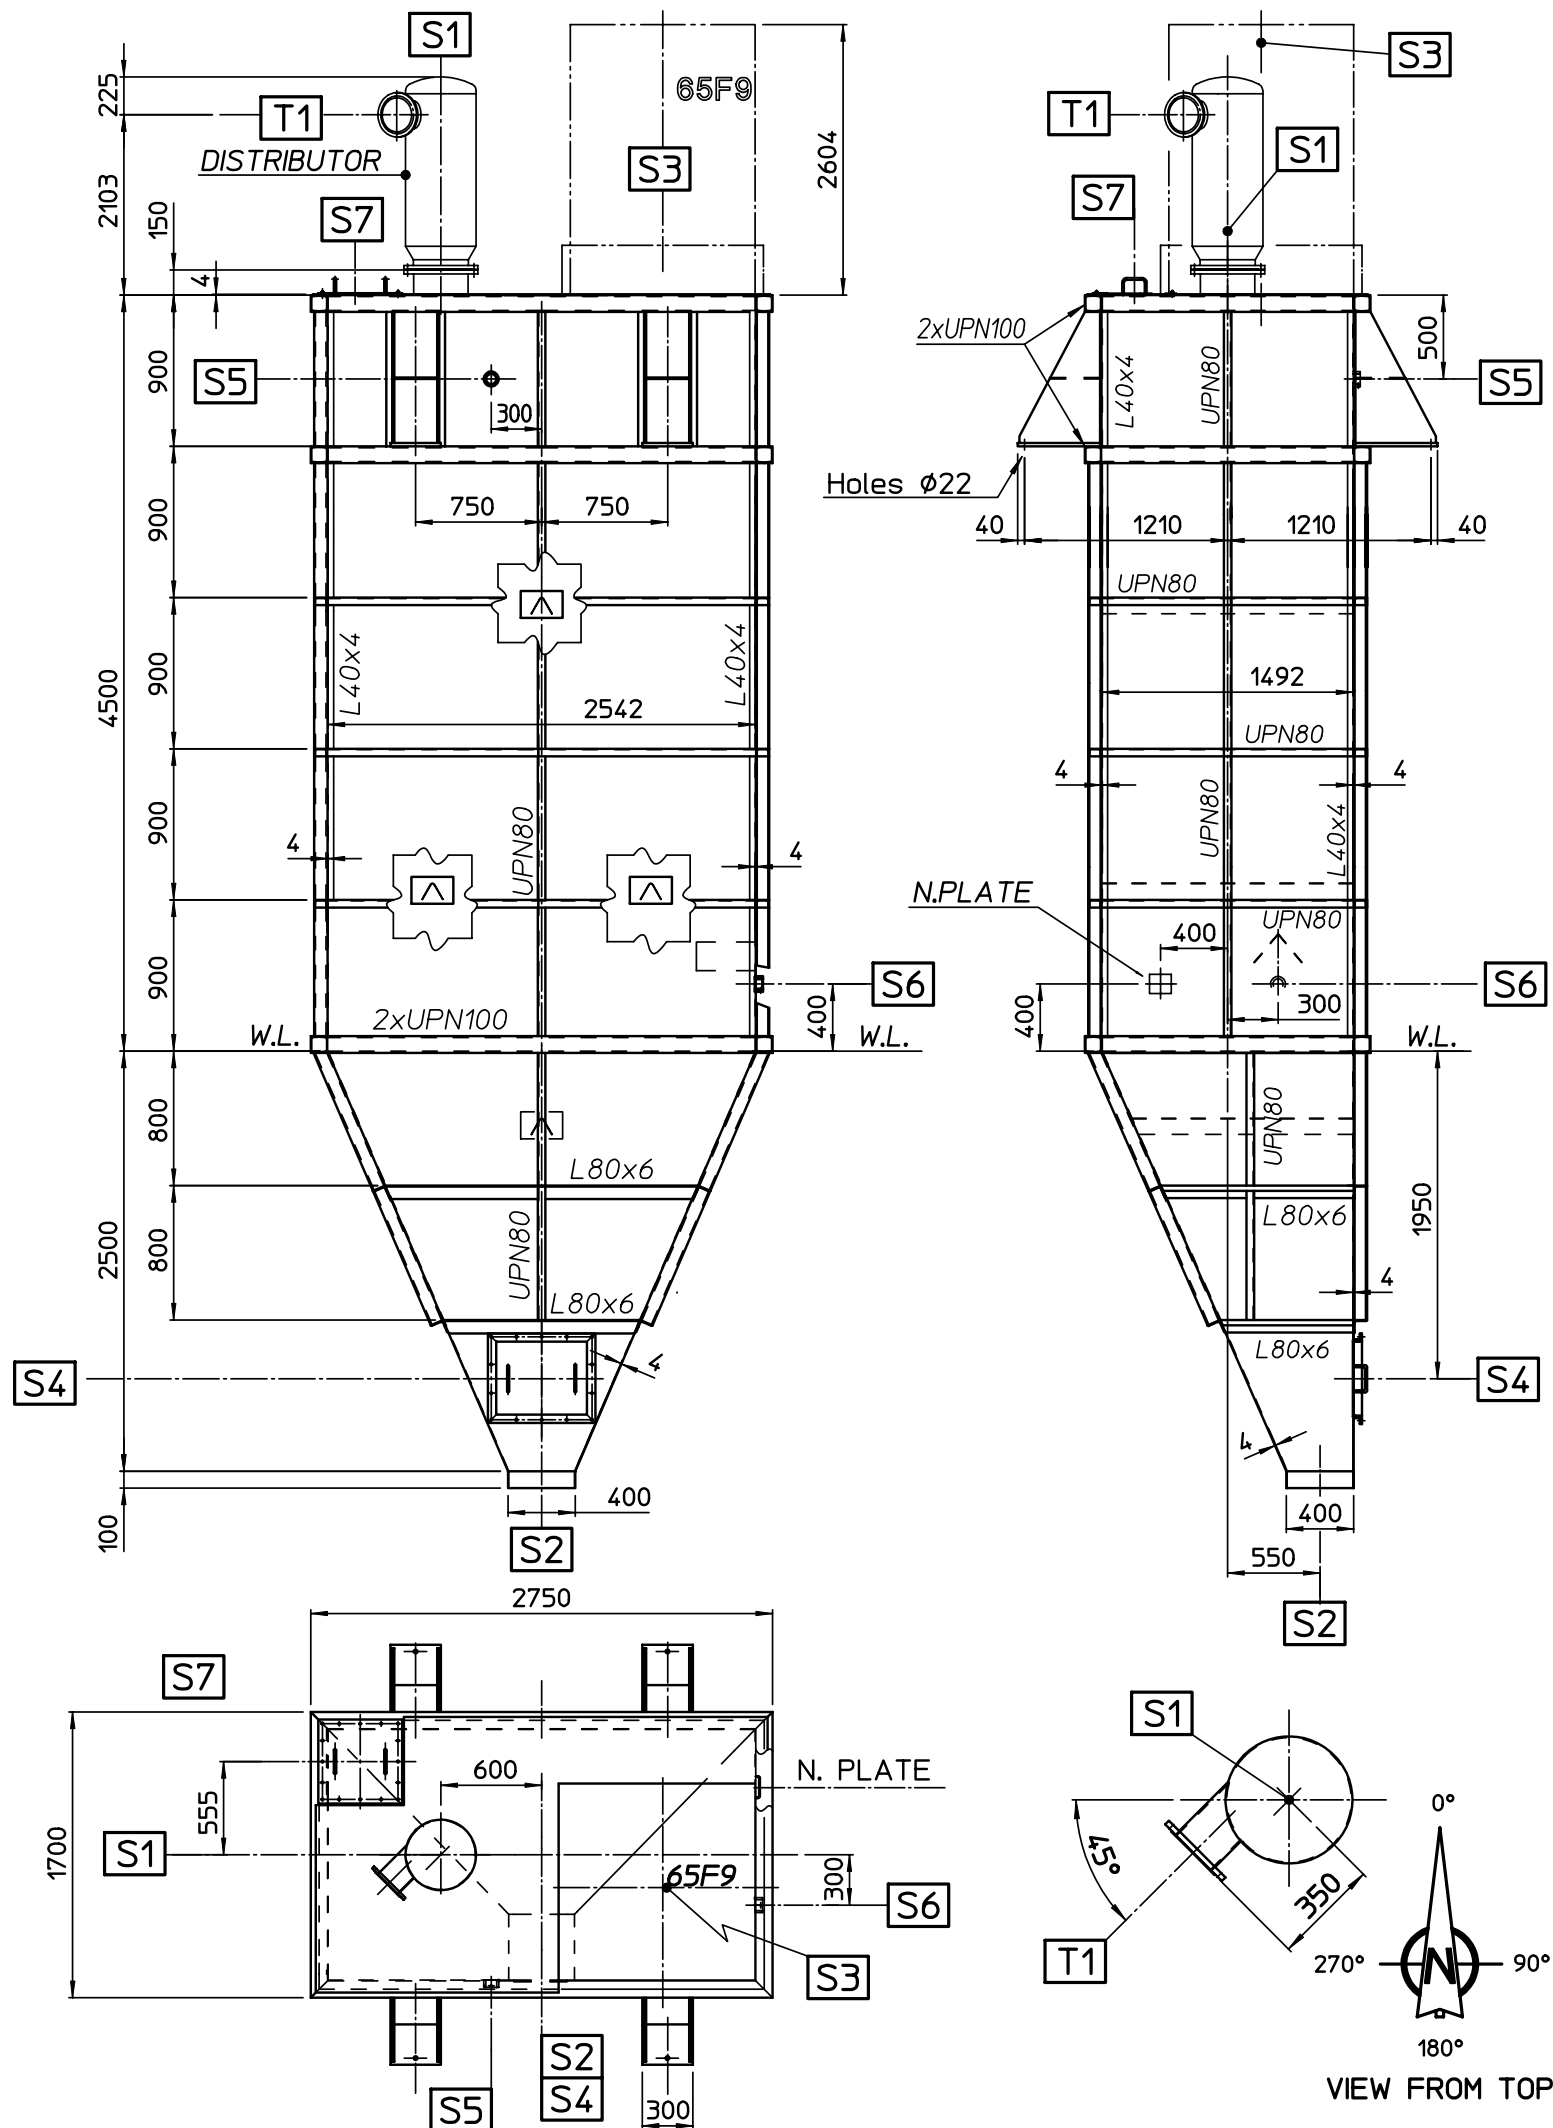 S1
S3
225
65F9
T1
T1
DISTRIBUTOR
S3
S1
2604
2103
S7
S7
150
4
2xUPN100
500
S5
900
300
L40x4
UPN80
S5
Holes Ø22
900
750
750
40
1210
1210
40
UPN80
4500
900
L40x4
L40x4
2542
1492
UPN80
4
4
900
UPN80
UPN80
L40x4
4
4
N.PLATE
UPN80
400
900
S6
S6
400
300
400
2xUPN100
W.L.
W.L.
W.L.
800
UPN80
L80x6
1950
2500
800
UPN80
L80x6
L80x6
4
4
L80x6
S4
S4
4
100
400
400
S2
550
2750
S2
S7
S1
N. PLATE
600
555
0°
1700
S1
45°
65F9
300
350
S6
T1
S3
270°
N
90°
180°
S2
VIEW FROM TOP
S4
S5
300